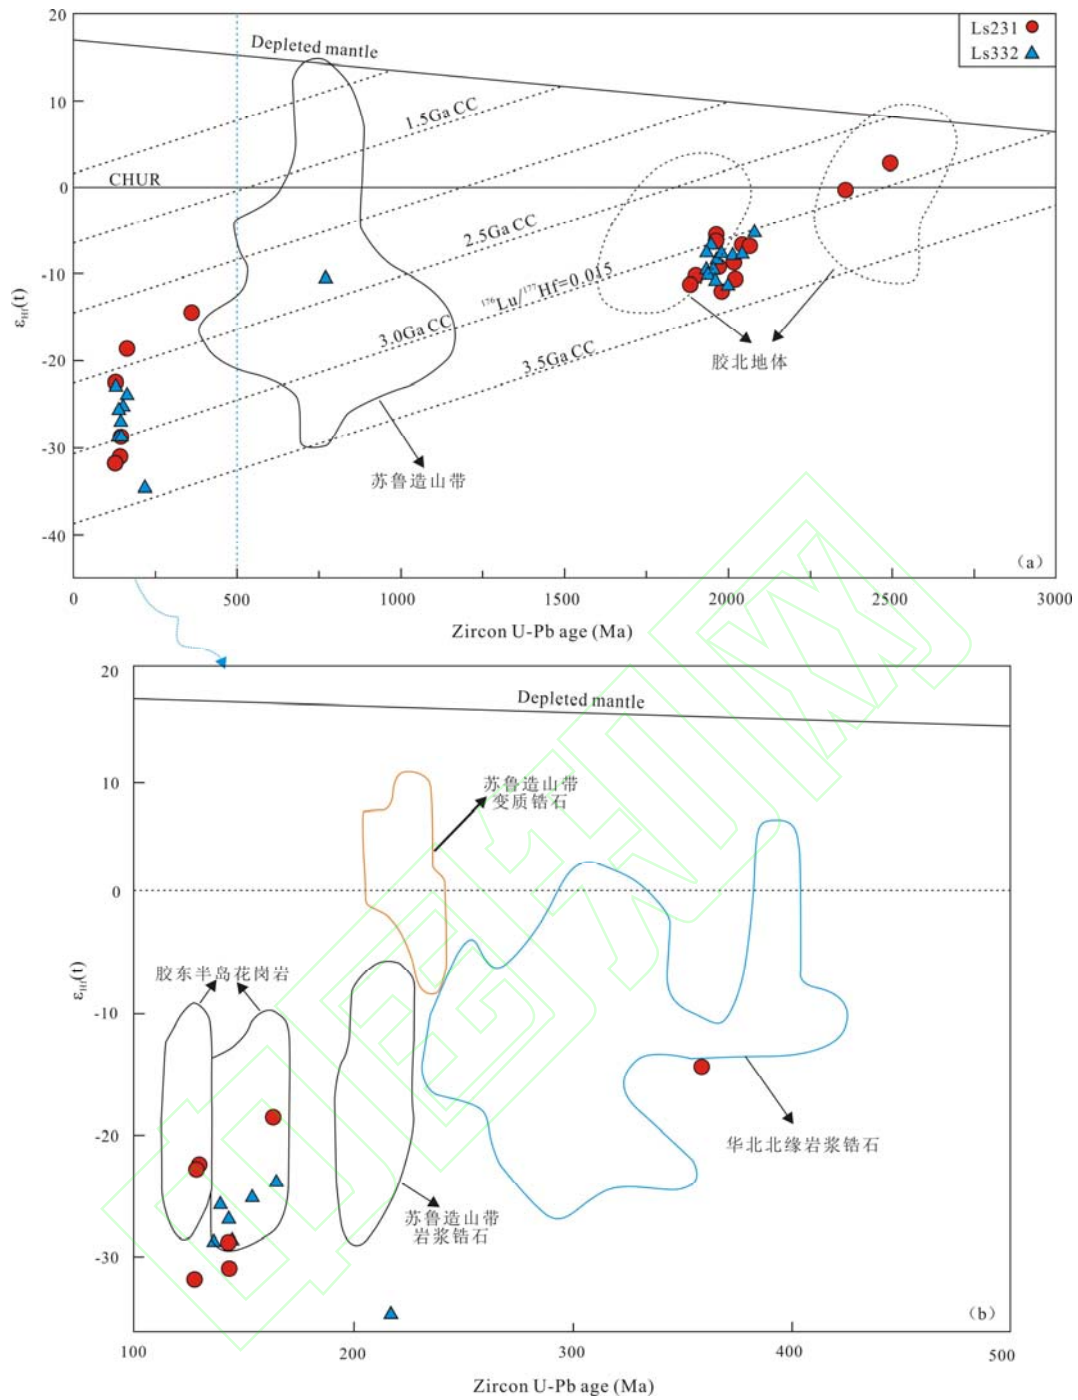 20
10
0
-10
-20
-30
-40
εHf(t)
Depleted mantle
Ls231
Ls332
1.5Ga CC
CHUR
2.5Ga CC
¹⁷⁶Lu/¹⁷⁷Hf=0.015
3.0Ga CC
3.5Ga CC
胶北地体
苏鲁造山带
(a)
0 500 1000 1500 2000 2500 3000
Zircon U-Pb age (Ma)
20
10
0
-10
-20
-30
εHf(t)
Depleted mantle
苏鲁造山带
变质锆石
胶东半岛花岗岩
华北北缘岩浆锆石
苏鲁造山带
岩浆锆石
(b)
100 200 300 400 500
Zircon U-Pb age (Ma)